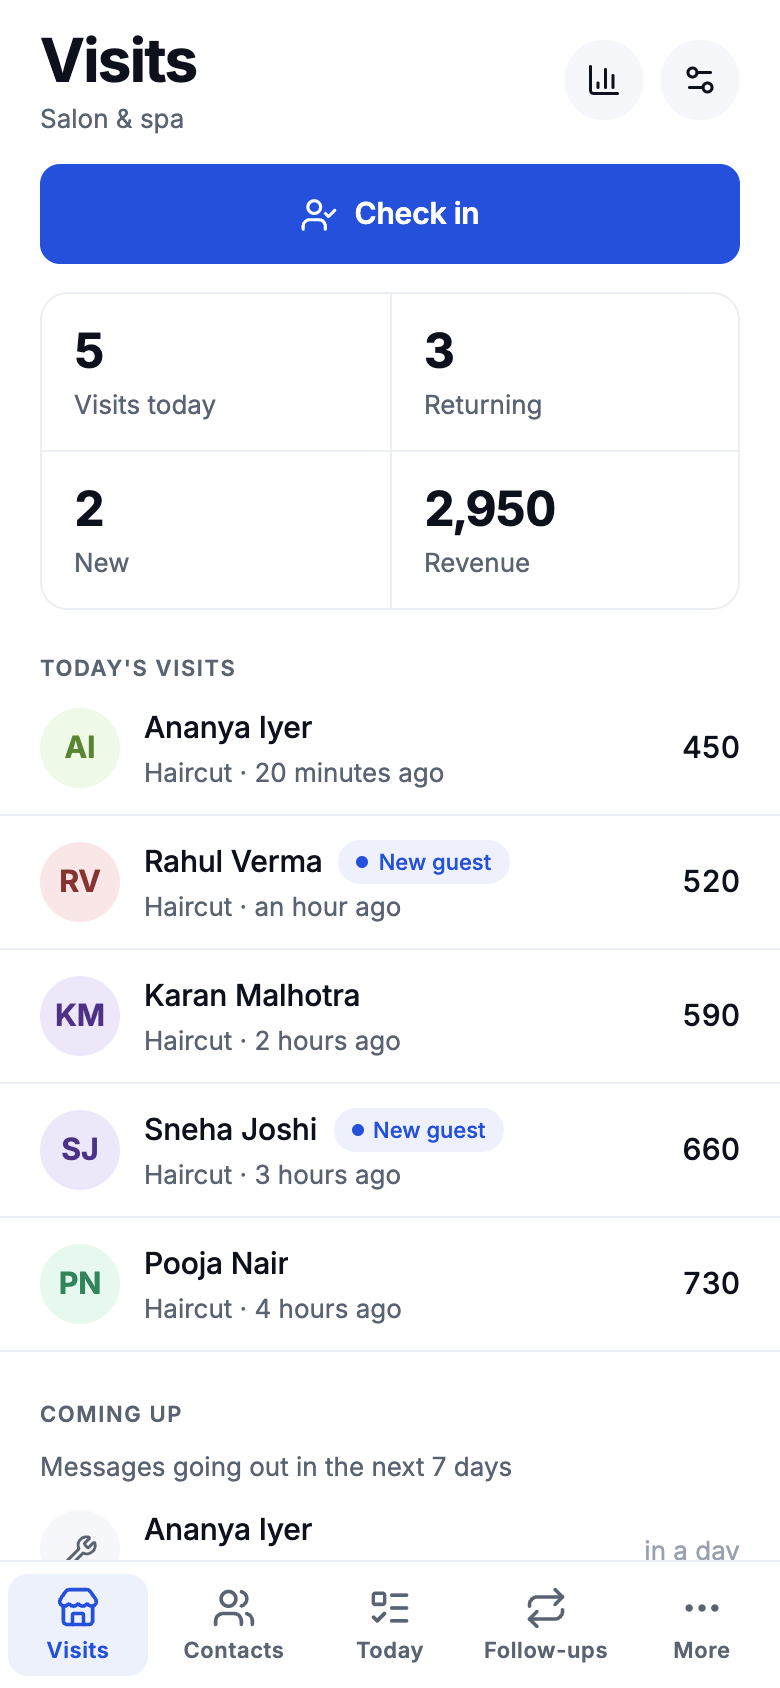 Visits
Salon & spa
Check in
5
Visits today
3
Returning
2
New
2,950
Revenue
TODAY'S VISITS
AI
Ananya Iyer
Haircut · 20 minutes ago
450
RV
Rahul Verma
New guest
Haircut · an hour ago
520
KM
Karan Malhotra
Haircut · 2 hours ago
590
SJ
Sneha Joshi
New guest
Haircut · 3 hours ago
660
PN
Pooja Nair
Haircut · 4 hours ago
730
COMING UP
Messages going out in the next 7 days
Ananya Iyer
in a day
Visits
Contacts
Today
Follow-ups
More